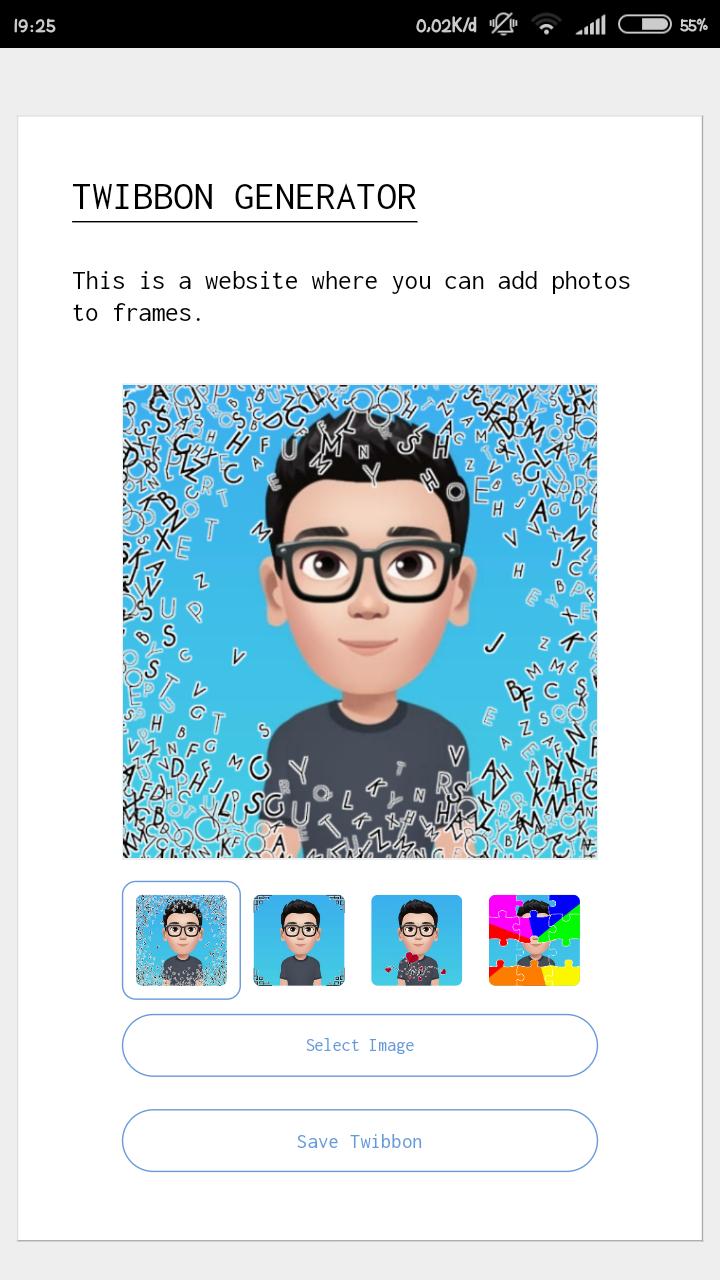 19:25
0,02K/d
55%
TWIBBON GENERATOR
This is a website where you can add photos
to frames.
Select Image
Save Twibbon